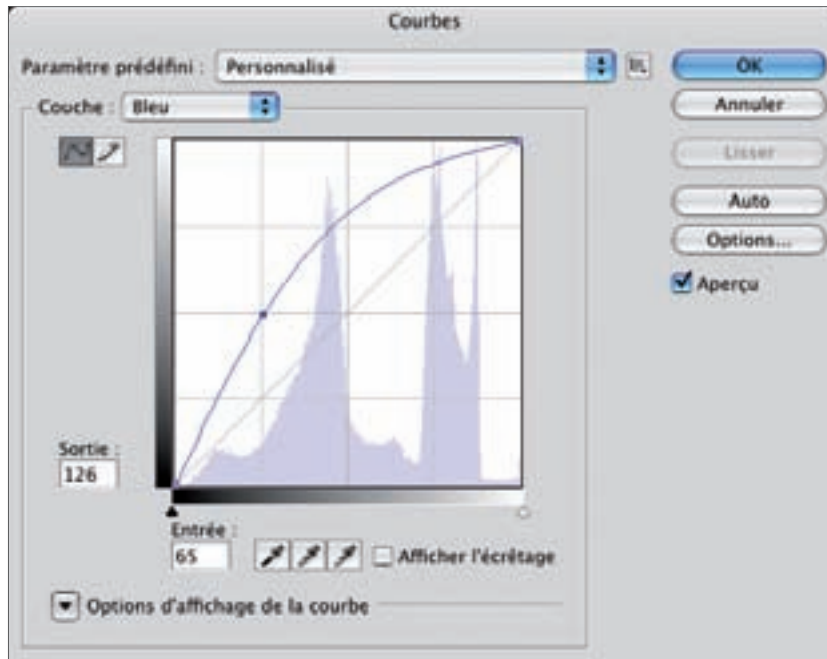 Courbes
Paramètre prédéfini : Personnalisé
OK
Couche : Bleu
Annuler
Lisser
Auto
Options...
Aperçu
Sortie :
126
Entrée :
65
Afficher l'écrêtage
Options d'affichage de la courbe